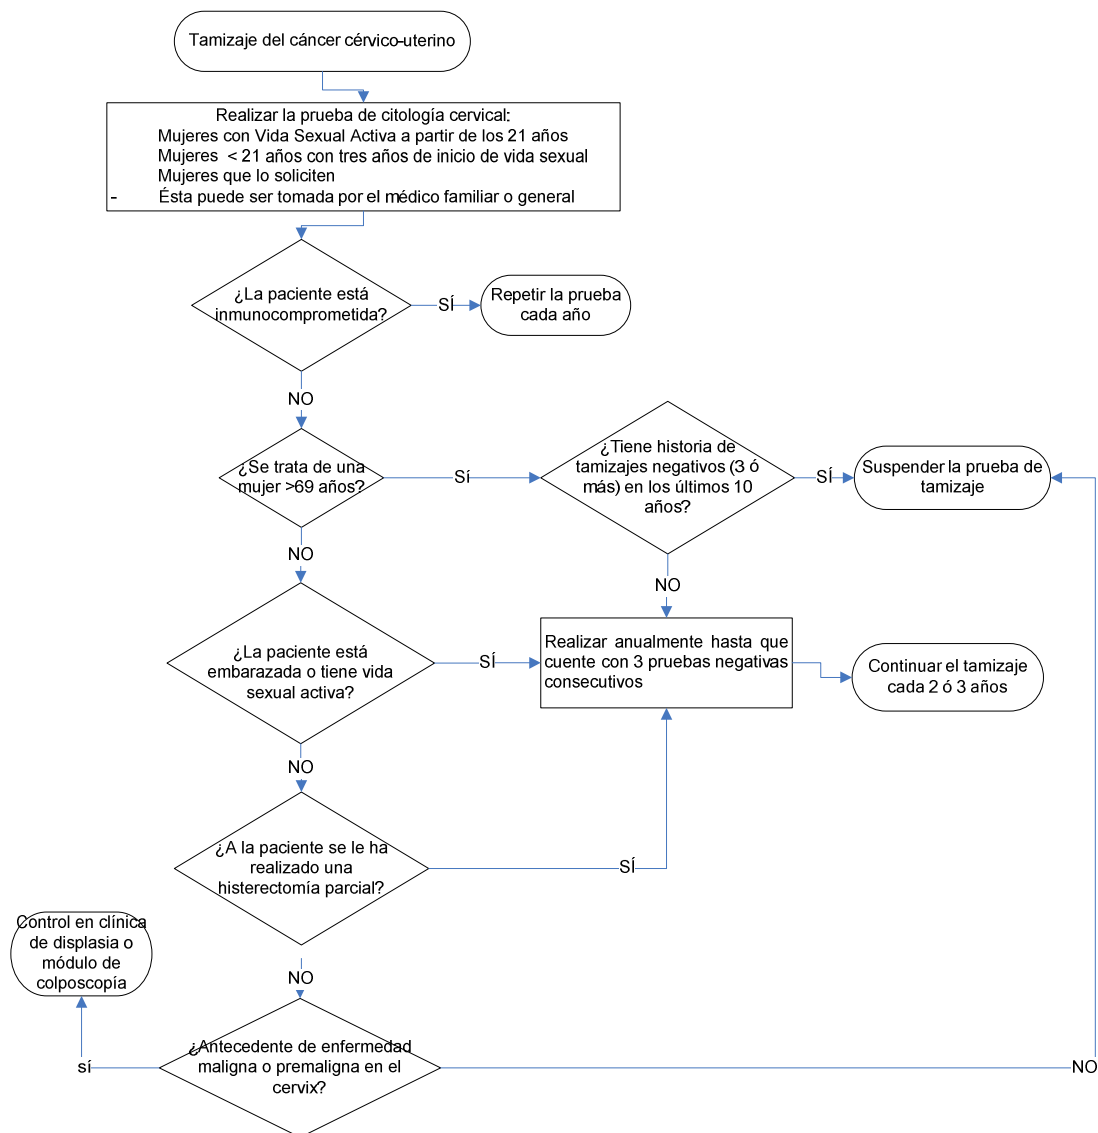 Tamizaje del cáncer cérvico-uterino
Realizar la prueba de citología cervical:
Mujeres con Vida Sexual Activa a partir de los 21 años
Mujeres < 21 años con tres años de inicio de vida sexual
Mujeres que lo soliciten
- Ésta puede ser tomada por el médico familiar o general
¿La paciente está
inmunocomprometida?
SÍ
Repetir la prueba
cada año
NO
¿Se trata de una
mujer >69 años?
Sí
¿Tiene historia de
tamizajes negativos (3 ó
más) en los últimos 10
años?
SÍ
Suspender la prueba de
tamizaje
NO
NO
¿La paciente está
embarazada o tiene vida
sexual activa?
SÍ
Realizar anualmente hasta que
cuente con 3 pruebas negativas
consecutivos
Continuar el tamizaje
cada 2 ó 3 años
NO
¿A la paciente se le ha
realizado una
histerectomía parcial?
SÍ
Control en clínica
de displasia o
módulo de
colposcopía
NO
¿Antecedente de enfermedad
maligna o premaligna en el
cervix?
sí
NO